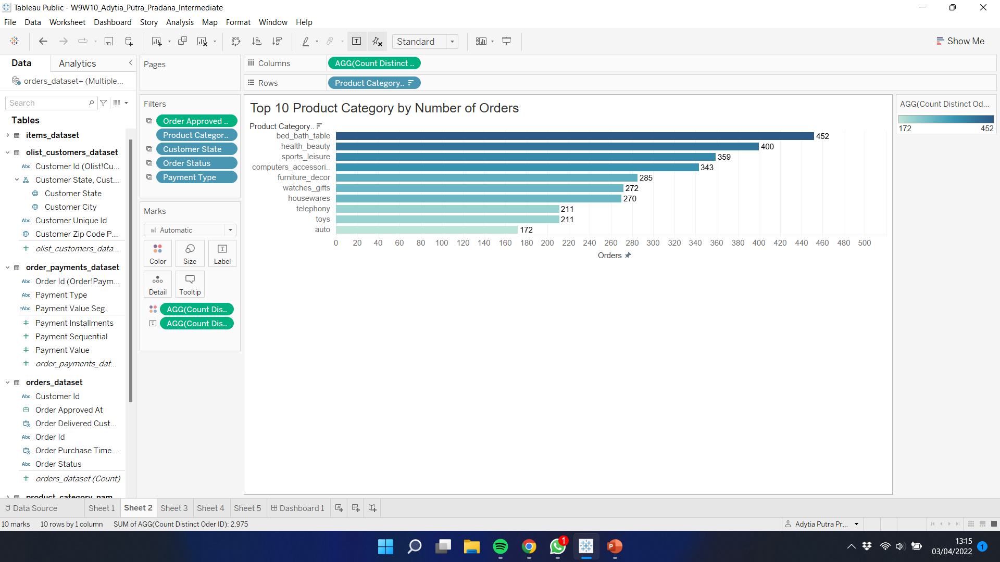 Tableau Public - W9W10_Adytia_Putra_Pradana_Intermediate
File Data Worksheet Dashboard Story Analysis Map Format Window Help
Standard
Show Me
Data Analytics
orders_dataset+ (Multiple...
Search
Tables
items_dataset
olist_customers_dataset
Abc Customer Id (Olist!Cu...
Customer State, Cust...
Customer State
Customer City
Abc Customer Unique Id
Customer Zip Code P...
# olist_customers_data...
order_payments_dataset
Abc Order Id (Order!Paym...
Abc Payment Type
=Abc Payment Value Seg.
# Payment Installments
# Payment Sequential
# Payment Value
# order_payments_dat...
orders_dataset
Abc Customer Id
Order Approved At
Order Delivered Cust...
Abc Order Id
Order Purchase Time...
Abc Order Status
# orders_dataset (Count)
product_category_nam
Pages
Filters
Order Approved ..
Product Categor..
Customer State
Order Status
Payment Type
Marks
Automatic
Color Size Label
Detail Tooltip
AGG(Count Dis..
AGG(Count Dis..
Columns AGG(Count Distinct ..
Rows Product Category..
Top 10 Product Category by Number of Orders
Product Category..
bed_bath_table 452
health_beauty 400
sports_leisure 359
computers_accessori.. 343
furniture_decor 285
watches_gifts 272
housewares 270
telephony 211
toys 211
auto 172
0 20 40 60 80 100 120 140 160 180 200 220 240 260 280 300 320 340 360 380 400 420 440 460 480 500
Orders
AGG(Count Distinct Od...
172 452
Data Source Sheet 1 Sheet 2 Sheet 3 Sheet 4 Sheet 5 Dashboard 1
10 marks 10 rows by 1 column SUM of AGG(Count Distinct Oder ID): 2,975
Adytia Putra Pr...
1
13:15
03/04/2022
1